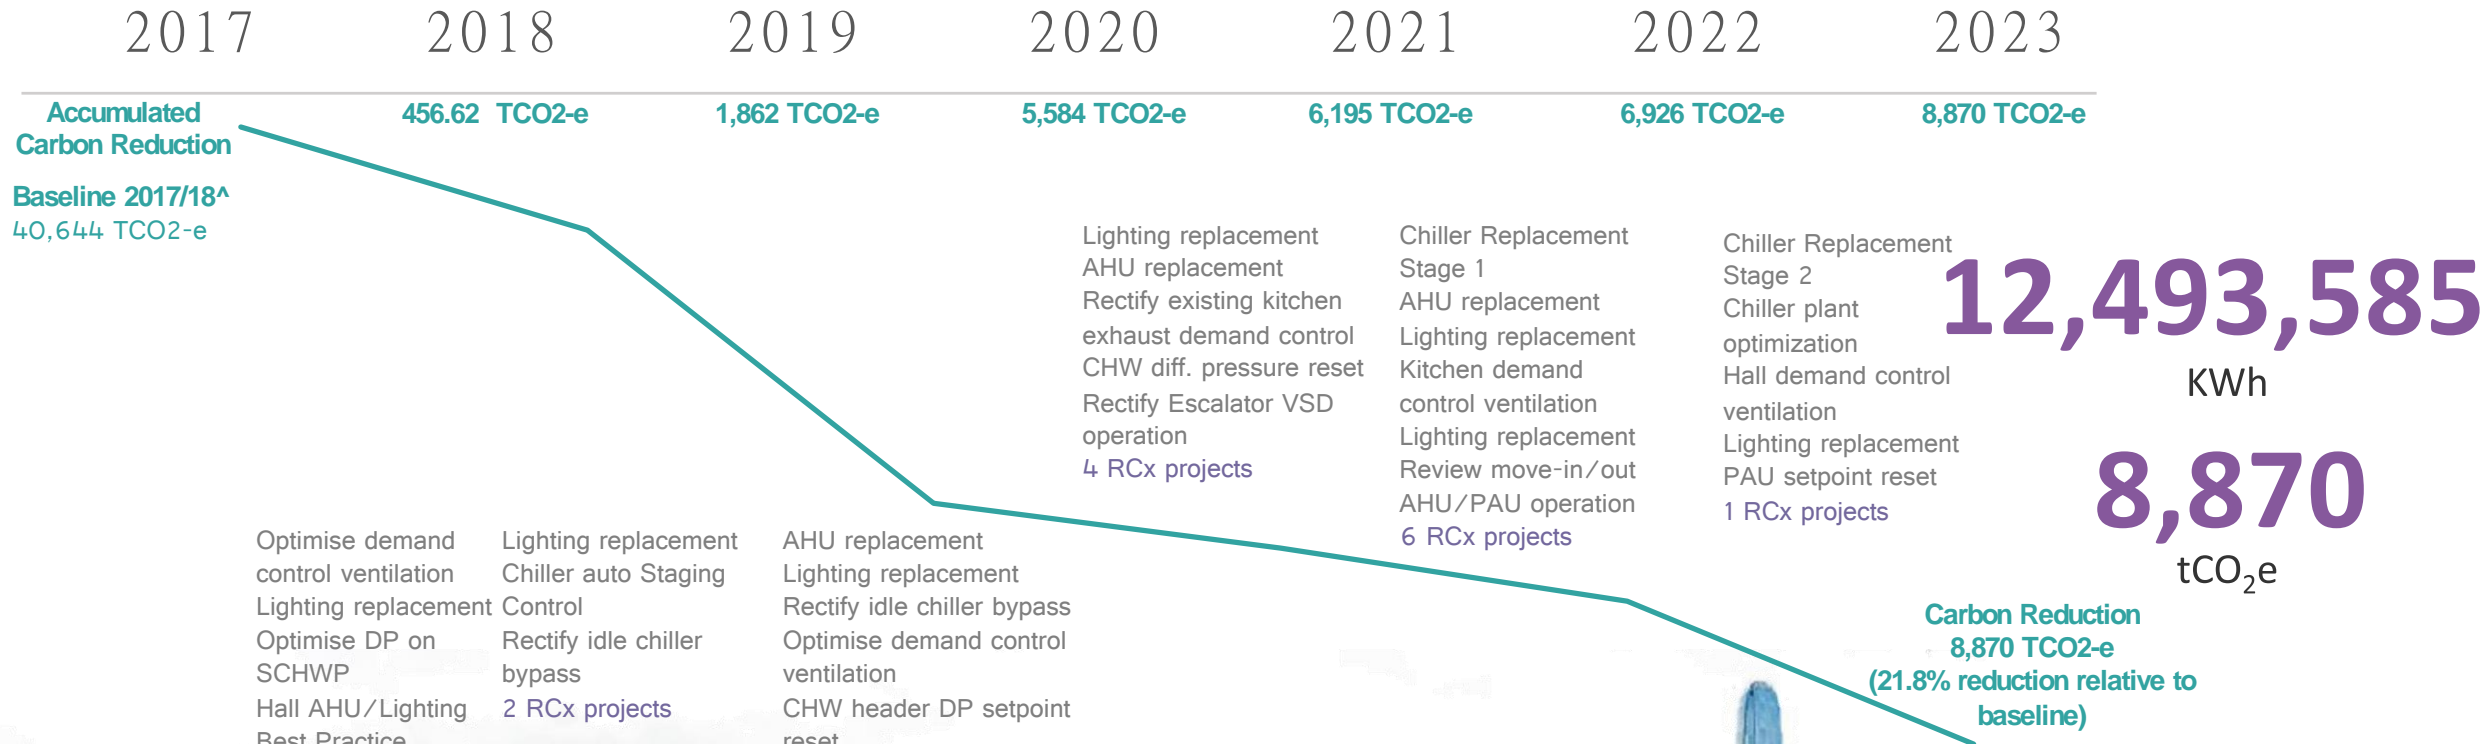 2017 2018 2019 2020 2021 2022 2023
Accumulated
Carbon Reduction
456.62 TCO2-e
1,862 TCO2-e
5,584 TCO2-e
6,195 TCO2-e
6,926 TCO2-e
8,870 TCO2-e
Baseline 2017/18^
40,644 TCO2-e
Optimise demand
control ventilation
Lighting replacement
Optimise DP on
SCHWP
Hall AHU/Lighting
Best Practice
Lighting replacement
Chiller auto Staging
Control
Rectify idle chiller
bypass
2 RCx projects
AHU replacement
Lighting replacement
Rectify idle chiller bypass
Optimise demand control
ventilation
CHW header DP setpoint
reset
Lighting replacement
AHU replacement
Rectify existing kitchen
exhaust demand control
CHW diff. pressure reset
Rectify Escalator VSD
operation
4 RCx projects
Chiller Replacement
Stage 1
AHU replacement
Lighting replacement
Kitchen demand
control ventilation
Lighting replacement
Review move-in/out
AHU/PAU operation
6 RCx projects
Chiller Replacement
Stage 2
Chiller plant
optimization
Hall demand control
ventilation
Lighting replacement
PAU setpoint reset
1 RCx projects
12,493,585
KWh
8,870
tCO₂e
Carbon Reduction
8,870 TCO2-e
(21.8% reduction relative to
baseline)